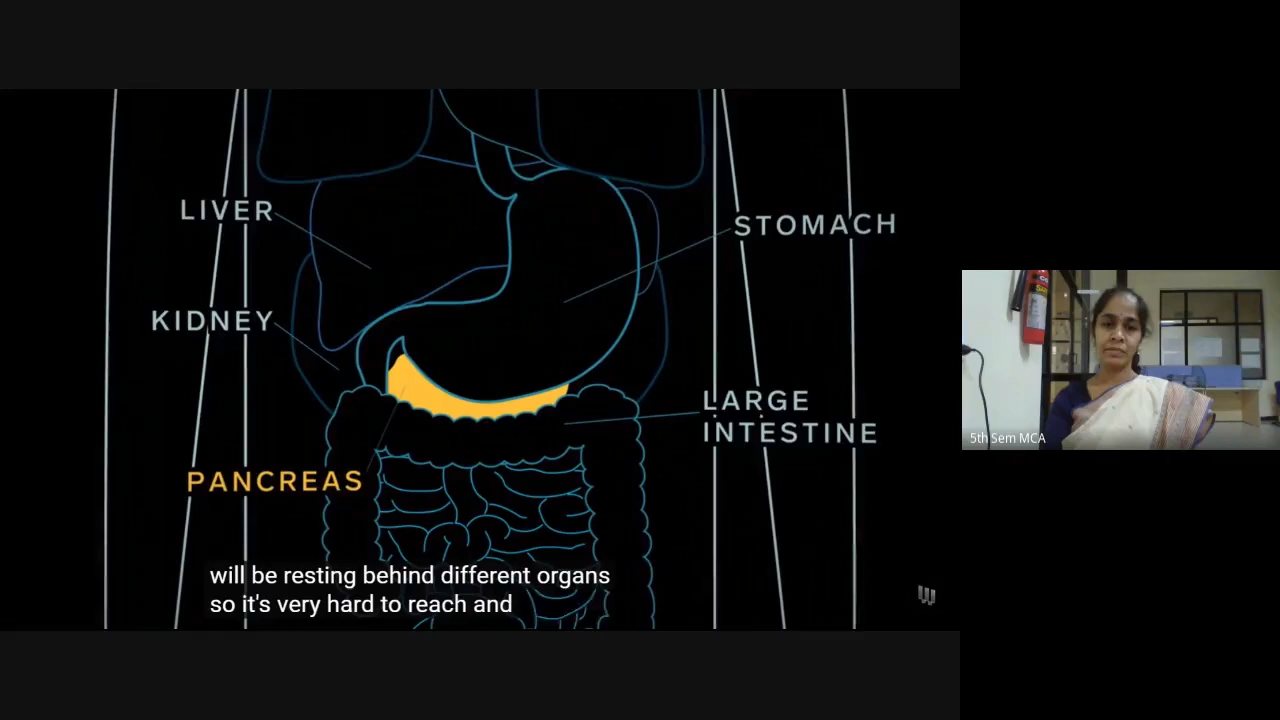 LIVER
STOMACH
KIDNEY
LARGE
INTESTINE
PANCREAS
will be resting behind different organs
so it's very hard to reach and
5th Sem MCA